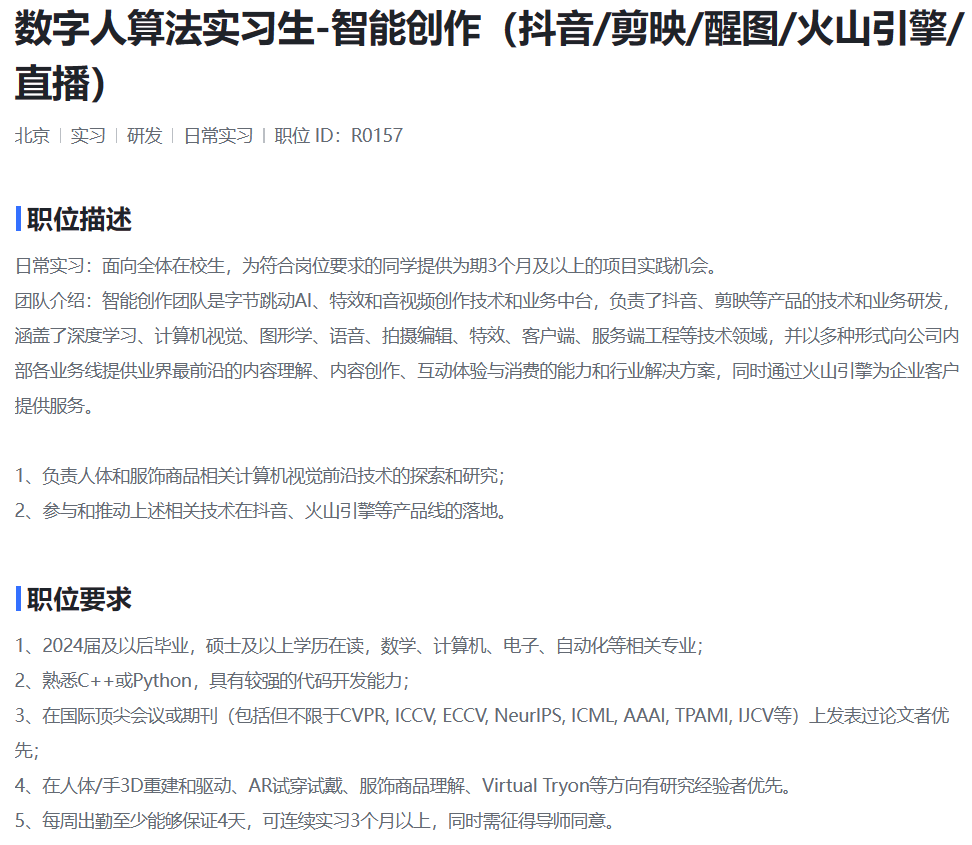 数字人算法实习生-智能创作（抖音/剪映/醒图/火山引擎/
直播）
北京 | 实习 | 研发 | 日常实习 | 职位 ID：R0157
职位描述
日常实习：面向全体在校生，为符合岗位要求的同学提供为期3个月及以上的项目实践机会。
团队介绍：智能创作团队是字节跳动AI、特效和音视频创作技术和业务中台，负责了抖音、剪映等产品的技术和业务研发，
涵盖了深度学习、计算机视觉、图形学、语音、拍摄编辑、特效、客户端、服务端工程等技术领域，并以多种形式向公司内
部各业务线提供业界最前沿的内容理解、内容创作、互动体验与消费的能力和行业解决方案，同时通过火山引擎为企业客户
提供服务。
1、负责人体和服饰商品相关计算机视觉前沿技术的探索和研究；
2、参与和推动上述相关技术在抖音、火山引擎等产品线的落地。
职位要求
1、2024届及以后毕业，硕士及以上学历在读，数学、计算机、电子、自动化等相关专业；
2、熟悉C++或Python，具有较强的代码开发能力；
3、在国际顶尖会议或期刊（包括但不限于CVPR, ICCV, ECCV, NeurIPS, ICML, AAAI, TPAMI, IJCV等）上发表过论文者优
先；
4、在人体/手3D重建和驱动、AR试穿试戴、服饰商品理解、Virtual Tryon等方向有研究经验者优先。
5、每周出勤至少能够保证4天，可连续实习3个月以上，同时需征得导师同意。